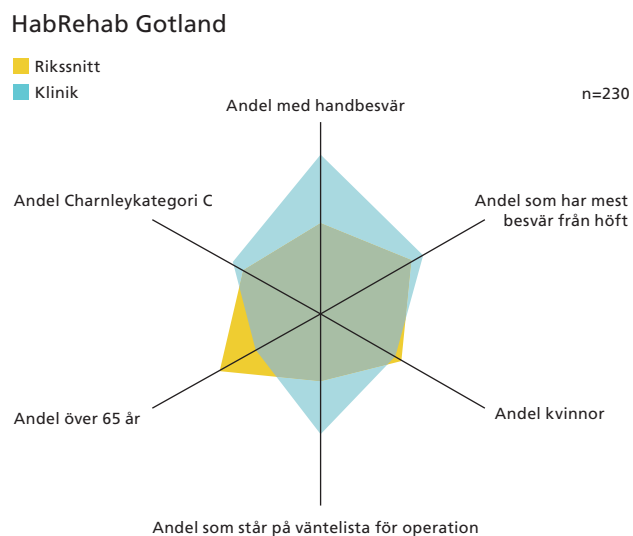 HabRehab Gotland
Rikssnitt
Klinik
n=230
Andel med handbesvär
Andel Charnleykategori C
Andel som har mest
besvär från höft
Andel över 65 år
Andel kvinnor
Andel som står på väntelista för operation